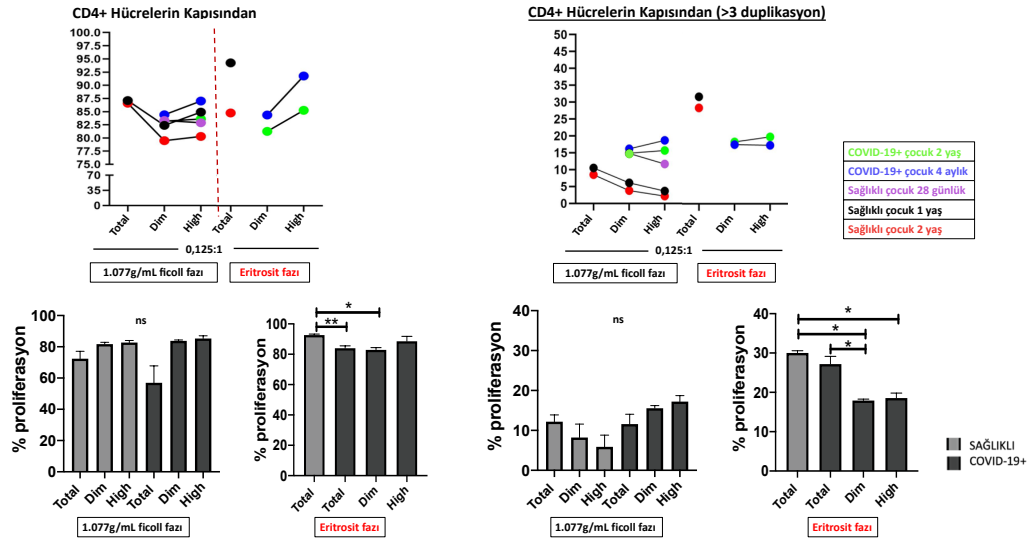 CD4+ Hücrelerin Kapısından
100.0
97.5
95.0
92.5
90.0
87.5
85.0
82.5
80.0
77.5
75.0
70
35
0
Total
Dim
High
Total
Dim
High
0,125:1
1.077g/mL ficoll fazı
Eritrosit fazı
CD4+ Hücrelerin Kapısından (>3 duplikasyon)
50
45
40
35
30
25
20
15
10
5
0
Total
Dim
High
Total
Dim
High
0,125:1
1.077g/mL ficoll fazı
Eritrosit fazı
COVID-19+ çocuk 2 yaş
COVID-19+ çocuk 4 aylık
Sağlıklı çocuk 28 günlük
Sağlıklı çocuk 1 yaş
Sağlıklı çocuk 2 yaş
% proliferasyon
100
80
60
40
20
0
ns
Total
Dim
High
Total
Dim
High
1.077g/mL ficoll fazı
% proliferasyon
100
80
60
40
20
0
*
**
Total
Total
Dim
High
Eritrosit fazı
% proliferasyon
40
30
20
10
0
ns
Total
Dim
High
Total
Dim
High
1.077g/mL ficoll fazı
% proliferasyon
40
30
20
10
0
*
*
*
Total
Total
Dim
High
Eritrosit fazı
SAĞLIKLI
COVID-19+